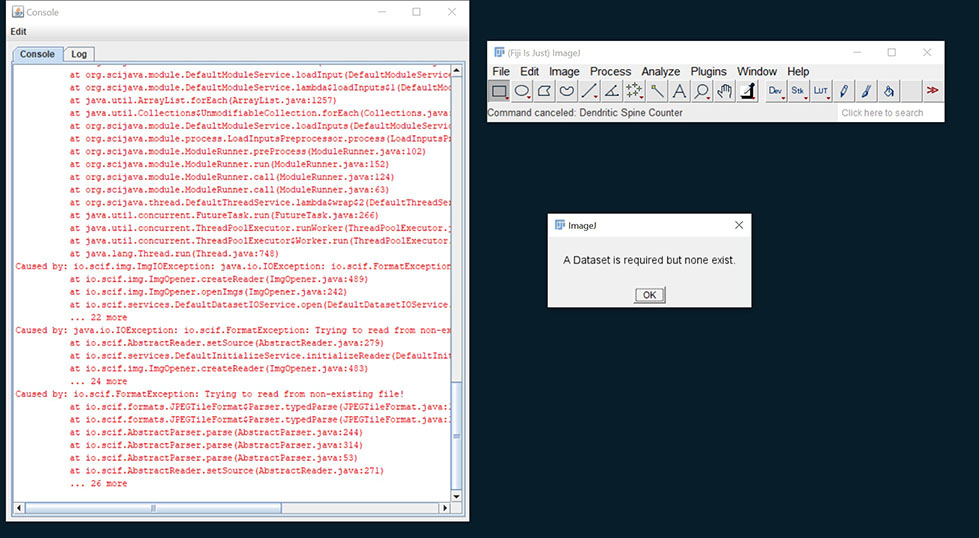 Console
Edit
Console Log
at org.scijava.module.DefaultModuleService.loadInput(DefaultModuleService
at org.scijava.module.DefaultModuleService.lambda$loadInputs$1(DefaultMo
at java.util.ArrayList.forEach(ArrayList.java:1257)
at java.util.Collections$UnmodifiableCollection.forEach(Collections.java
at org.scijava.module.DefaultModuleService.loadInputs(DefaultModuleServic
at org.scijava.module.process.LoadInputsPreprocessor.process(LoadInputsP
at org.scijava.module.ModuleRunner.preProcess(ModuleRunner.java:102)
at org.scijava.module.ModuleRunner.run(ModuleRunner.java:152)
at org.scijava.module.ModuleRunner.call(ModuleRunner.java:124)
at org.scijava.module.ModuleRunner.call(ModuleRunner.java:63)
at org.scijava.thread.DefaultThreadService.lambda$wrap$2(DefaultThreadSer
at java.util.concurrent.FutureTask.run(FutureTask.java:266)
at java.util.concurrent.ThreadPoolExecutor.runWorker(ThreadPoolExecutor.
at java.util.concurrent.ThreadPoolExecutor$Worker.run(ThreadPoolExecutor.
at java.lang.Thread.run(Thread.java:748)
Caused by: io.scif.img.ImgIOException: java.io.IOException: io.scif.FormatException
at io.scif.img.ImgOpener.createReader(ImgOpener.java:489)
at io.scif.img.ImgOpener.openImgs(ImgOpener.java:242)
at io.scif.services.DefaultDatasetIOService.open(DefaultDatasetIOService.
... 22 more
Caused by: java.io.IOException: io.scif.FormatException: Trying to read from non-ex
at io.scif.AbstractReader.setSource(AbstractReader.java:279)
at io.scif.services.DefaultInitializeService.initializeReader(DefaultInit
at io.scif.img.ImgOpener.createReader(ImgOpener.java:483)
... 24 more
Caused by: io.scif.FormatException: Trying to read from non-existing file!
at io.scif.formats.JPEGTileFormat$Parser.typedParse(JPEGTileFormat.java:
at io.scif.formats.JPEGTileFormat$Parser.typedParse(JPEGTileFormat.java:
at io.scif.AbstractParser.parse(AbstractParser.java:244)
at io.scif.AbstractParser.parse(AbstractParser.java:314)
at io.scif.AbstractParser.parse(AbstractParser.java:53)
at io.scif.AbstractReader.setSource(AbstractReader.java:271)
... 26 more
(Fiji Is Just) ImageJ
File Edit Image Process Analyze Plugins Window Help
A Dev Stk LUT >>
Command canceled: Dendritic Spine Counter Click here to search
ImageJ
A Dataset is required but none exist.
OK